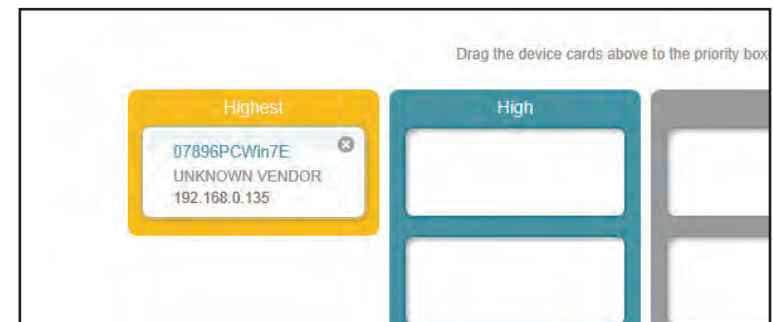 Drag the device cards above to the priority box
Highest
High
07896PCWin7E
UNKNOWN VENDOR
192.168.0.135